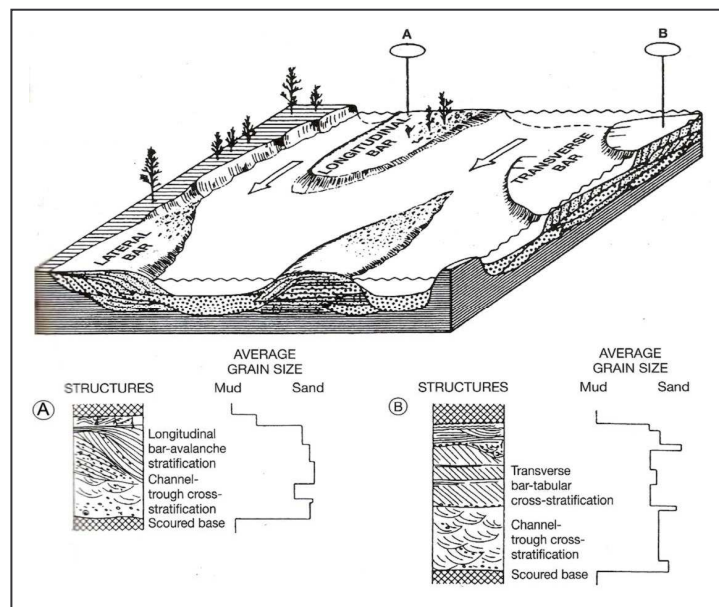 A
B
LONGITUDINAL
BAR
TRANSVERSE
BAR
LATERAL
BAR
AVERAGE
GRAIN SIZE
STRUCTURES
Mud
Sand
A
Longitudinal
bar-avalanche
stratification
Channel-
trough cross-
stratification
Scoured base
AVERAGE
GRAIN SIZE
STRUCTURES
Mud
Sand
B
Transverse
bar-tabular
cross-stratification
Channel-
trough cross-
stratification
Scoured base